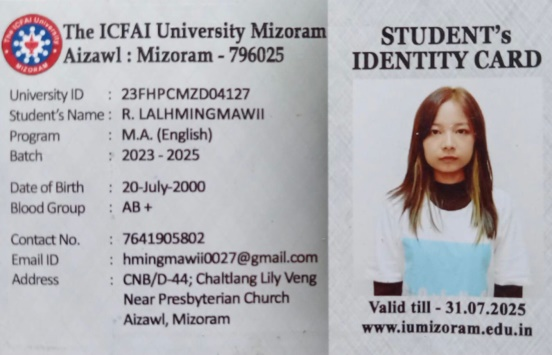 The ICFAI University Mizoram
Aizawl : Mizoram - 796025
University ID : 23FHPCMZD04127
Student's Name : R. LALHMINGMAWII
Program : M.A. (English)
Batch : 2023 - 2025
Date of Birth : 20-July-2000
Blood Group : AB +
Contact No. : 7641905802
Email ID : hmingmawii0027@gmail.com
Address : CNB/D-44; Chaltlang Lily Veng
Near Presbyterian Church
Aizawl, Mizoram
STUDENT's
IDENTITY CARD
Valid till - 31.07.2025
www.iumizoram.edu.in
The ICFAI University
MIZORAM